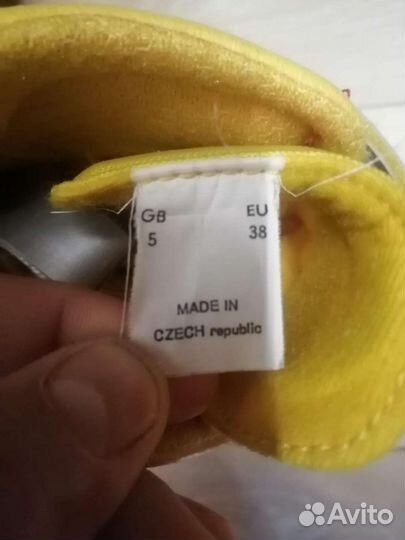 GB EU
5 38
MADE IN
CZECH republic
Avito